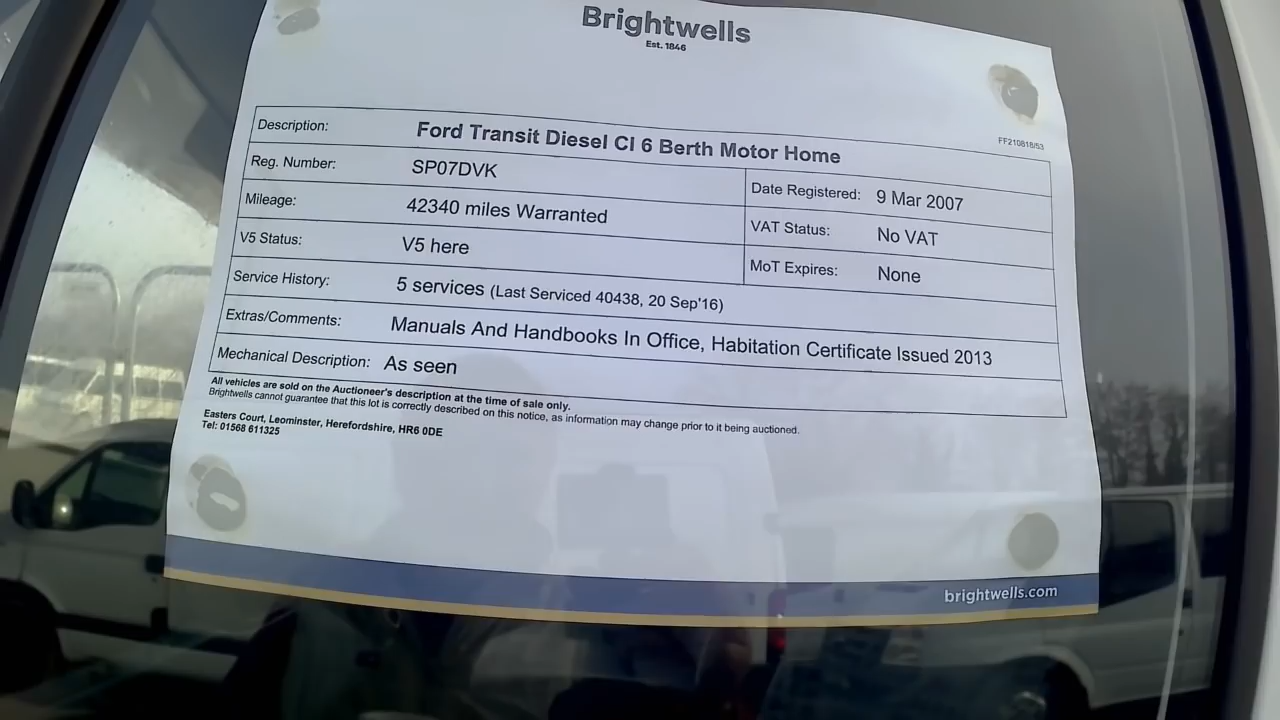 Brightwells
Est. 1846
FF210818/53
Description: Ford Transit Diesel CI 6 Berth Motor Home
Reg. Number: SP07DVK Date Registered: 9 Mar 2007
Mileage: 42340 miles Warranted VAT Status: No VAT
V5 Status: V5 here MoT Expires: None
Service History: 5 services (Last Serviced 40438, 20 Sep'16)
Extras/Comments: Manuals And Handbooks In Office, Habitation Certificate Issued 2013
Mechanical Description: As seen
All vehicles are sold on the Auctioneer's description at the time of sale only.
Brightwells cannot guarantee that this lot is correctly described on this notice, as information may change prior to it being auctioned.
Easters Court, Leominster, Herefordshire, HR6 0DE
Tel: 01568 611325
brightwells.com